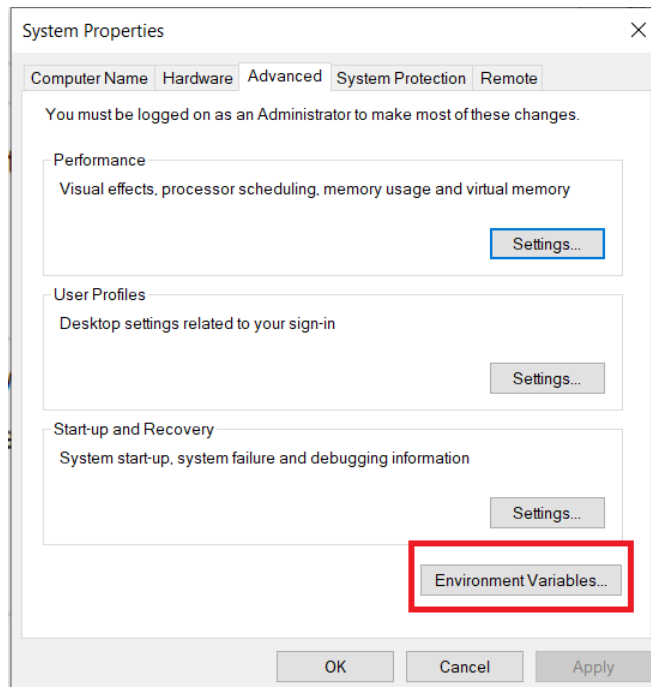 System Properties
Computer Name Hardware Advanced System Protection Remote
You must be logged on as an Administrator to make most of these changes.
Performance
Visual effects, processor scheduling, memory usage and virtual memory
Settings...
User Profiles
Desktop settings related to your sign-in
Settings...
Start-up and Recovery
System start-up, system failure and debugging information
Settings...
Environment Variables...
OK Cancel Apply